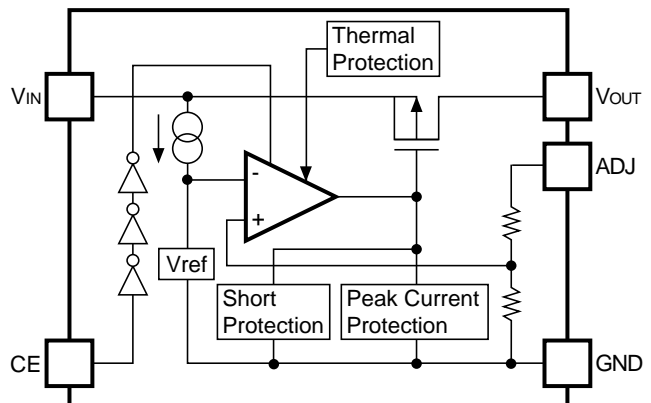 Thermal
Protection
VIN
VOUT
ADJ
-
+
Vref
Short
Protection
Peak Current
Protection
CE
GND